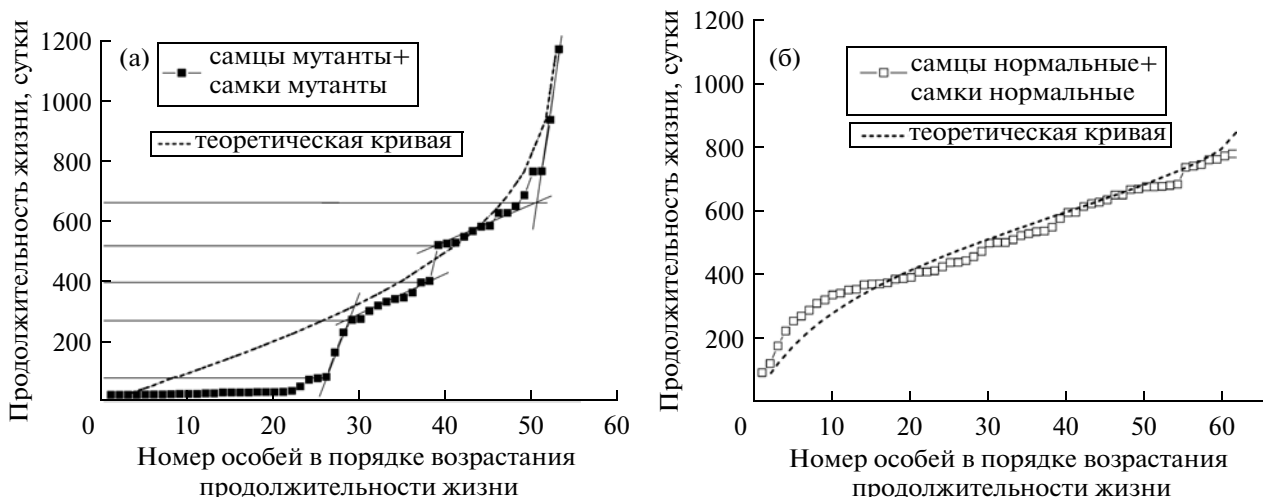 Продолжительность жизни, сутки
1200
1000
800
600
400
200
0
10
20
30
40
50
60
(а)
самцы мутанты+
самки мутанты
теоретическая кривая
Номер особей в порядке возрастания
продолжительности жизни
Продолжительность жизни, сутки
1200
1000
800
600
400
200
0
10
20
30
40
50
60
(б)
самцы нормальные+
самки нормальные
теоретическая кривая
Номер особей в порядке возрастания
продолжительности жизни